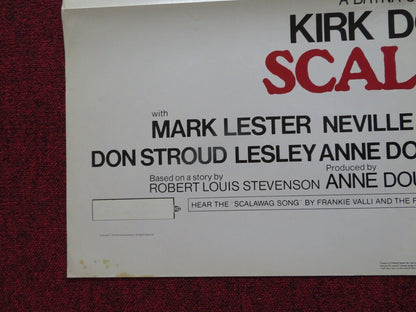 KIRK D
SCAL
with
MARK LESTER NEVILLE
DON STROUD LESLEY ANNE DO
Based on a story by Produced by
ROBERT LOUIS STEVENSON ANNE DOU
HEAR THE "SCALAWAG SONG" BY FRANKIE VALLI AND THE F